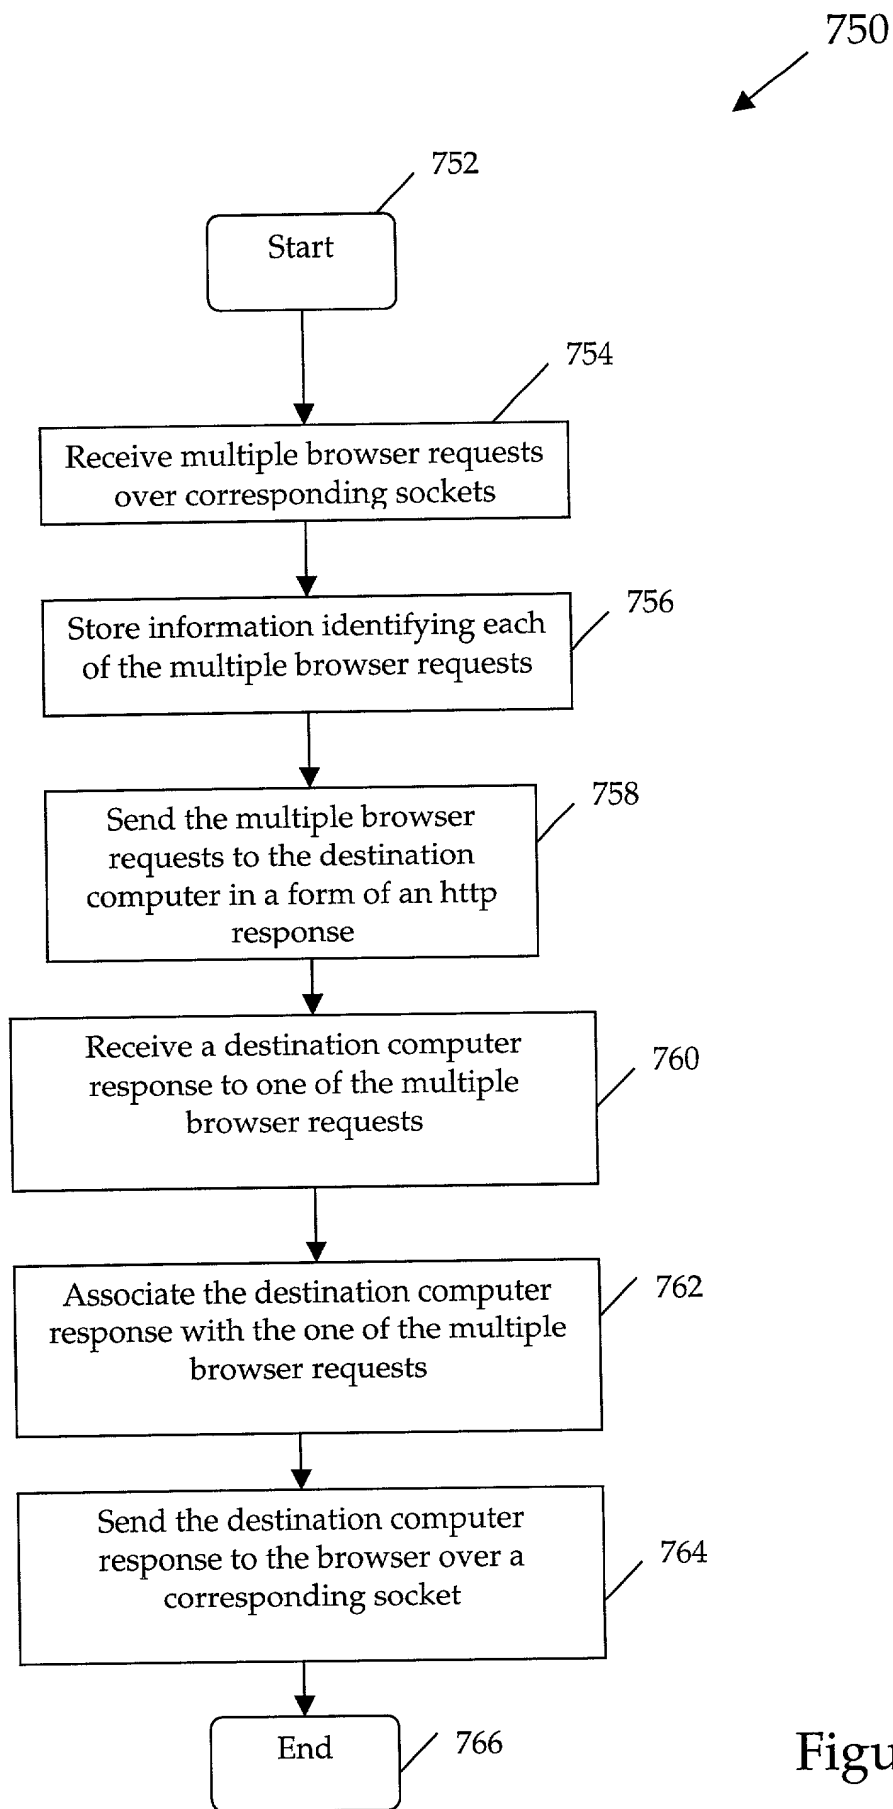 750
752
Start
754
Receive multiple browser requests
over corresponding sockets
756
Store information identifying each
of the multiple browser requests
758
Send the multiple browser
requests to the destination
computer in a form of an http
response
760
Receive a destination computer
response to one of the multiple
browser requests
762
Associate the destination computer
response with the one of the multiple
browser requests
764
Send the destination computer
response to the browser over a
corresponding socket
End
766
Figu